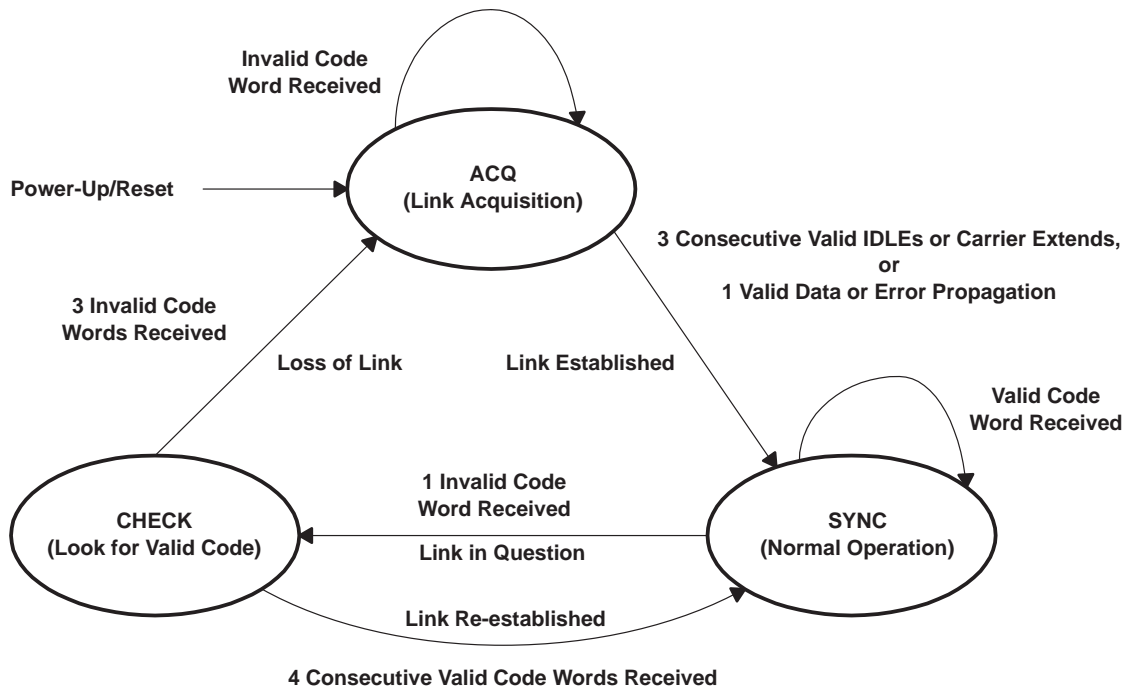 Invalid Code
Word Received
ACQ
(Link Acquisition)
Power-Up/Reset
3 Consecutive Valid IDLEs or Carrier Extends,
or
1 Valid Data or Error Propagation
3 Invalid Code
Words Received
Loss of Link
Link Established
Valid Code
Word Received
1 Invalid Code
Word Received
CHECK
(Look for Valid Code)
SYNC
(Normal Operation)
Link in Question
Link Re-established
4 Consecutive Valid Code Words Received